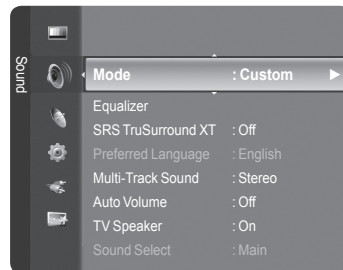 Sound
Mode : Custom
Equalizer
SRS TruSurround XT : Off
Preferred Language : English
Multi-Track Sound : Stereo
Auto Volume : Off
TV Speaker : On
Sound Select : Main